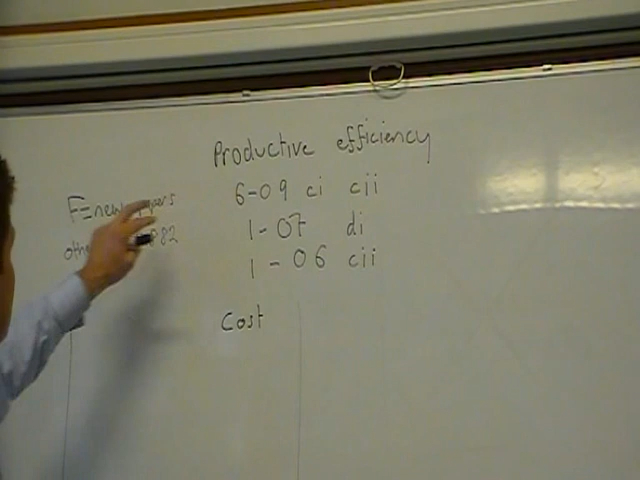 Productive efficiency
6-09 ci cii
1-07 di
1-06 cii
Cost